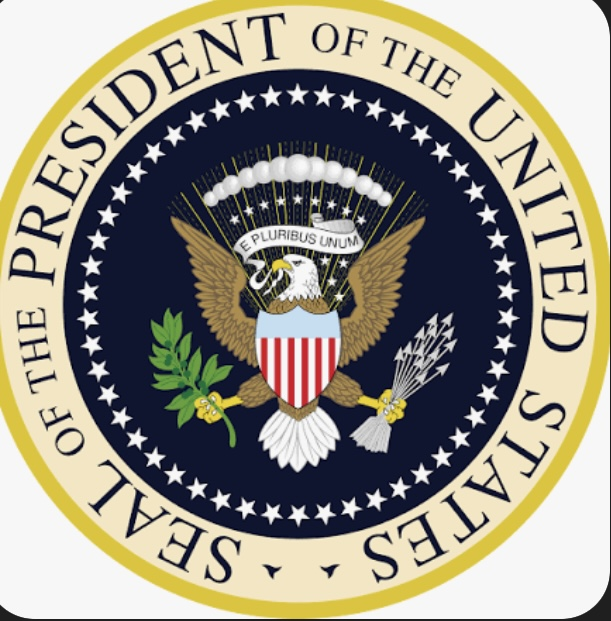 SEAL OF THE PRESIDENT OF THE UNITED STATES
E PLURIBUS UNUM